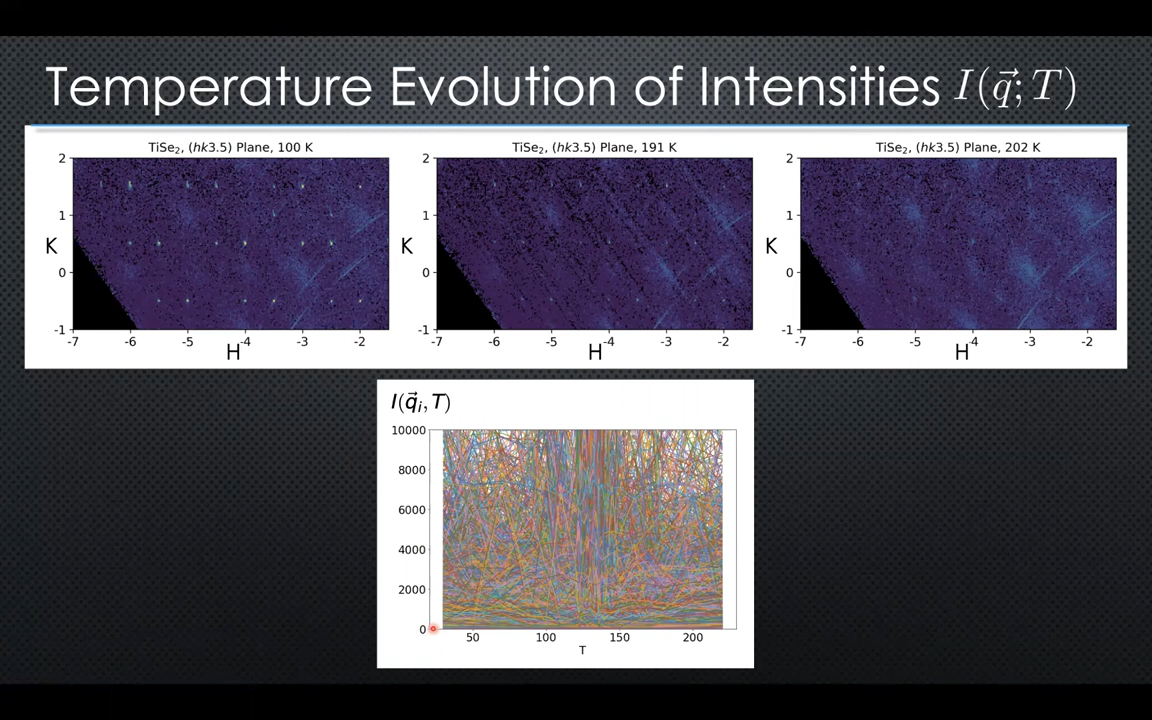 Temperature Evolution of Intensities I(q⃗; T)
TiSe₂, (hk3.5) Plane, 100 K
2
1
0
-1
K
-7 -6 -5 -4 -3 -2
H
TiSe₂, (hk3.5) Plane, 191 K
2
1
0
-1
K
-7 -6 -5 -4 -3 -2
H
TiSe₂, (hk3.5) Plane, 202 K
2
1
0
-1
K
-7 -6 -5 -4 -3 -2
H
I(q⃗ᵢ, T)
10000
8000
6000
4000
2000
0
50 100 150 200
T